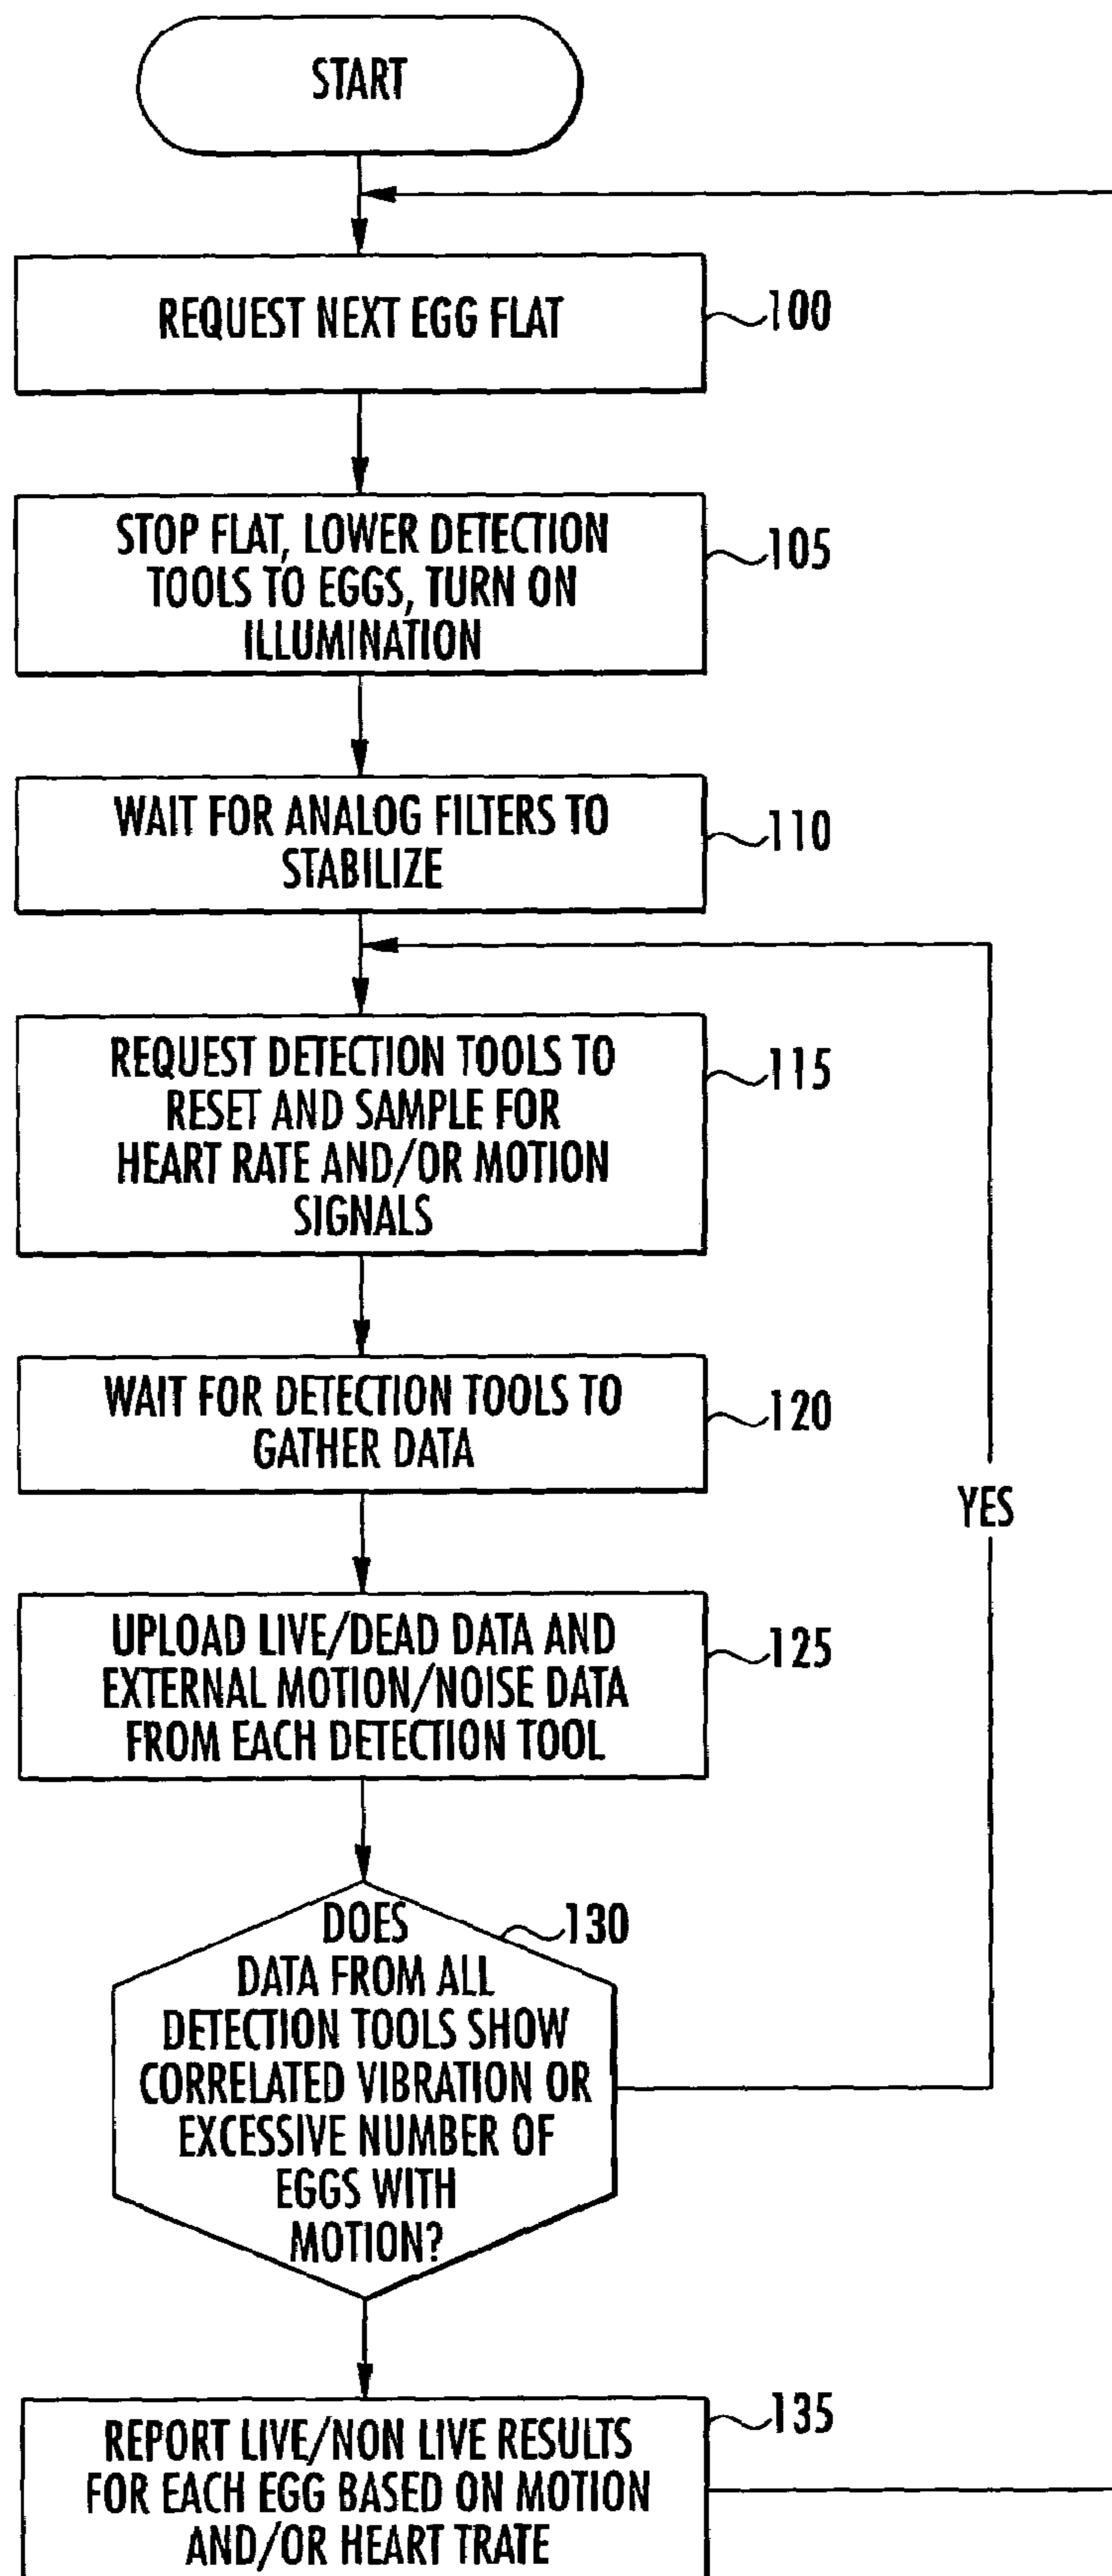 START
REQUEST NEXT EGG FLAT
100
STOP FLAT, LOWER DETECTION
TOOLS TO EGGS, TURN ON
ILLUMINATION
105
WAIT FOR ANALOG FILTERS TO
STABILIZE
110
REQUEST DETECTION TOOLS TO
RESET AND SAMPLE FOR
HEART RATE AND/OR MOTION
SIGNALS
115
WAIT FOR DETECTION TOOLS TO
GATHER DATA
120
YES
UPLOAD LIVE/DEAD DATA AND
EXTERNAL MOTION/NOISE DATA
FROM EACH DETECTION TOOL
125
DOES
DATA FROM ALL
DETECTION TOOLS SHOW
CORRELATED VIBRATION OR
EXCESSIVE NUMBER OF
EGGS WITH
MOTION?
130
REPORT LIVE/NON LIVE RESULTS
FOR EACH EGG BASED ON MOTION
AND/OR HEART TRATE
135